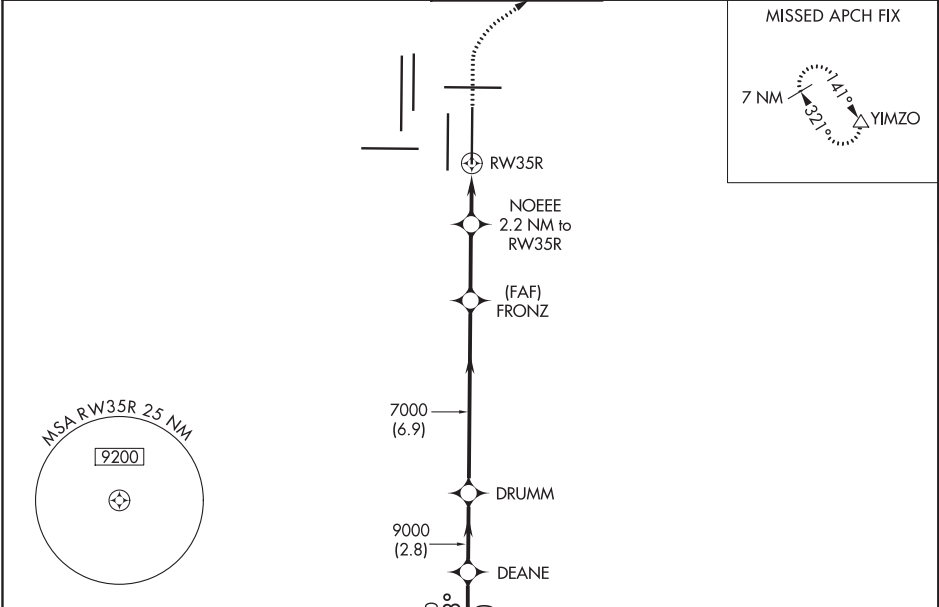 MISSED APCH FIX
7 NM
141°
321°
YIMZO
RW35R
NOEEE
2.2 NM to
RW35R
(FAF)
FRONZ
7000
(6.9)
MSA RW35R 25 NM
9200
DRUMM
9000
(2.8)
DEANE